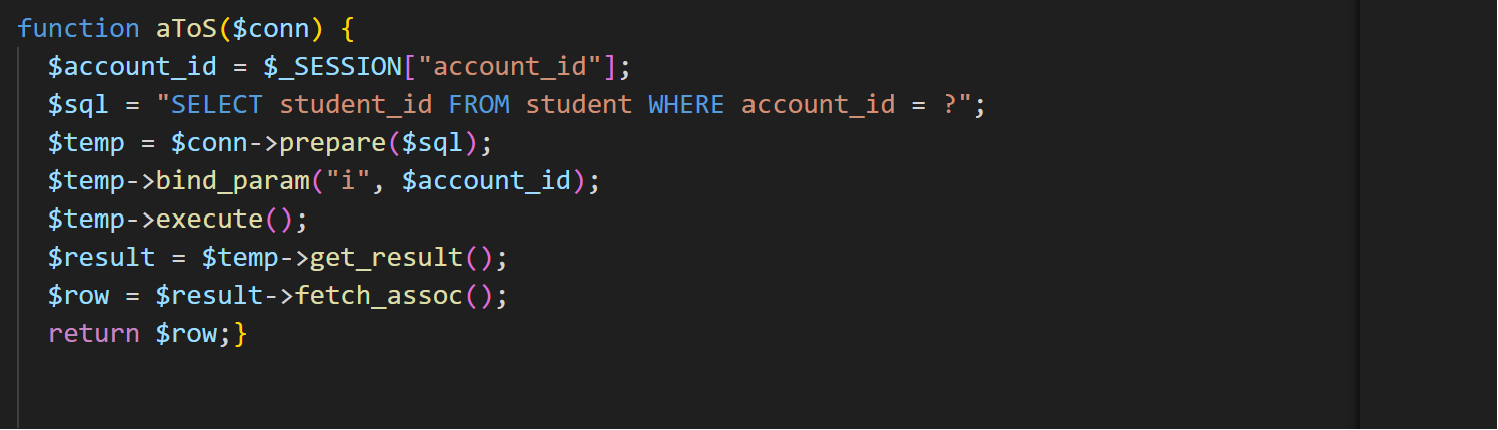 function aToS($conn) {
$account_id = $_SESSION["account_id"];
$sql = "SELECT student_id FROM student WHERE account_id = ?";
$temp = $conn->prepare($sql);
$temp->bind_param("i", $account_id);
$temp->execute();
$result = $temp->get_result();
$row = $result->fetch_assoc();
return $row;}